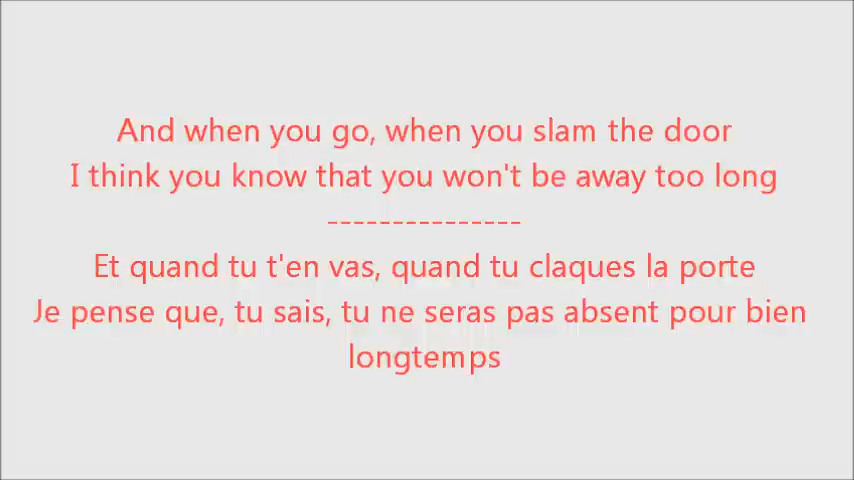 And when you go, when you slam the door
I think you know that you won't be away too long
---------------
Et quand tu t'en vas, quand tu claques la porte
Je pense que, tu sais, tu ne seras pas absent pour bien
longtemps